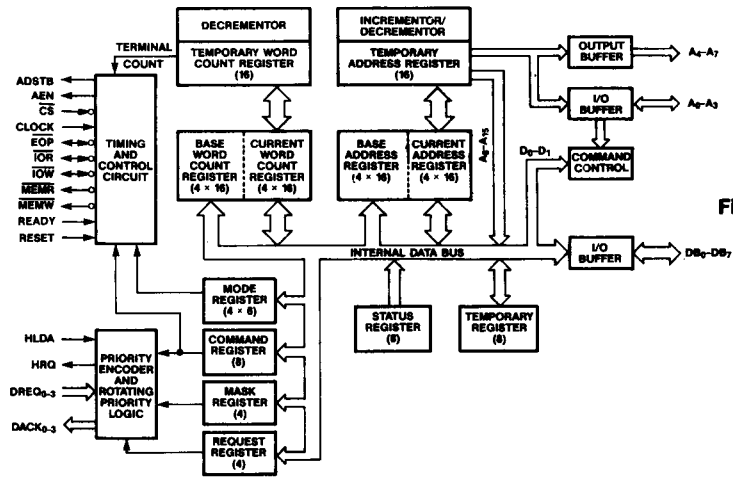 DECREMENTOR
TEMPORARY WORD
COUNT REGISTER
(16)
INCREMENTOR/
DECREMENTOR
TEMPORARY
ADDRESS REGISTER
(16)
OUTPUT
BUFFER
A4–A7
TERMINAL
COUNT
ADSTB
AEN
CS
CLOCK
EOP
IOR
IOW
MEMR
MEMW
READY
RESET
TIMING
AND
CONTROL
CIRCUIT
I/O
BUFFER
A0–A3
BASE
WORD
COUNT
REGISTER
(4 × 16)
CURRENT
WORD
COUNT
REGISTER
(4 × 16)
BASE
ADDRESS
REGISTER
(4 × 16)
CURRENT
ADDRESS
REGISTER
(4 × 16)
A8–A15
D0–D1
COMMAND
CONTROL
INTERNAL DATA BUS
I/O
BUFFER
DB0–DB7
MODE
REGISTER
(4 × 6)
STATUS
REGISTER
(8)
TEMPORARY
REGISTER
(8)
HLDA
HRQ
DREQ0-3
DACK0-3
PRIORITY
ENCODER
AND
ROTATING
PRIORITY
LOGIC
COMMAND
REGISTER
(8)
MASK
REGISTER
(4)
REQUEST
REGISTER
(4)